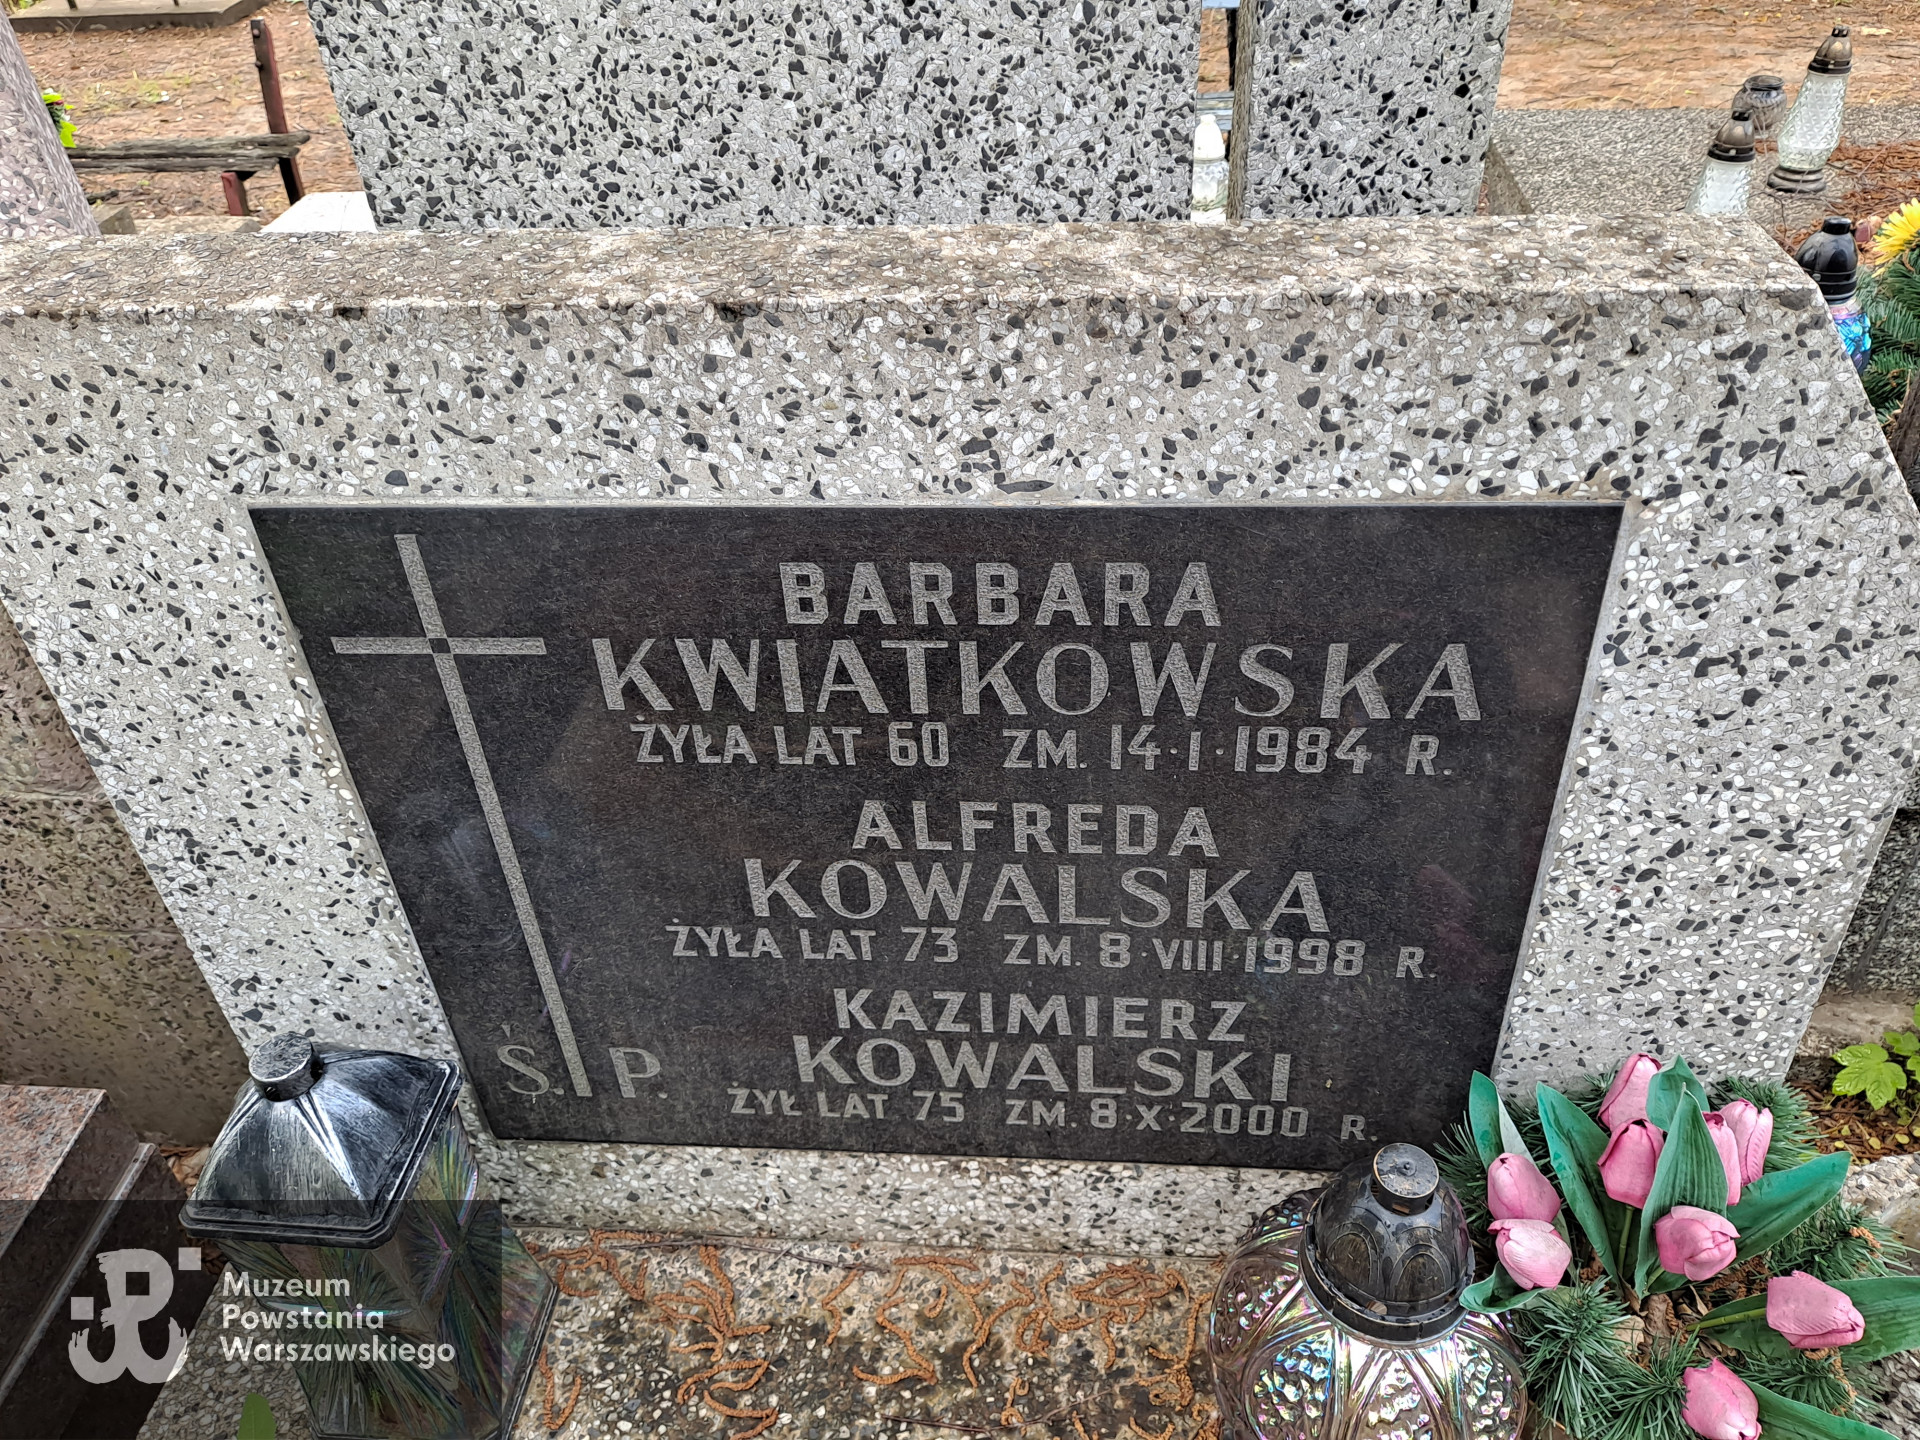 BARBARA
KWIATKOWSKA
ŻYŁA LAT 60 ZM. 14·I·1984 R.
ALFREDA
KOWALSKA
ŻYŁA LAT 73 ZM. 8·VIII·1998 R.
KAZIMIERZ
KOWALSKI
ŻYŁ LAT 75 ZM. 8·X·2000 R.
Ś. P.
Muzeum
Powstania
Warszawskiego